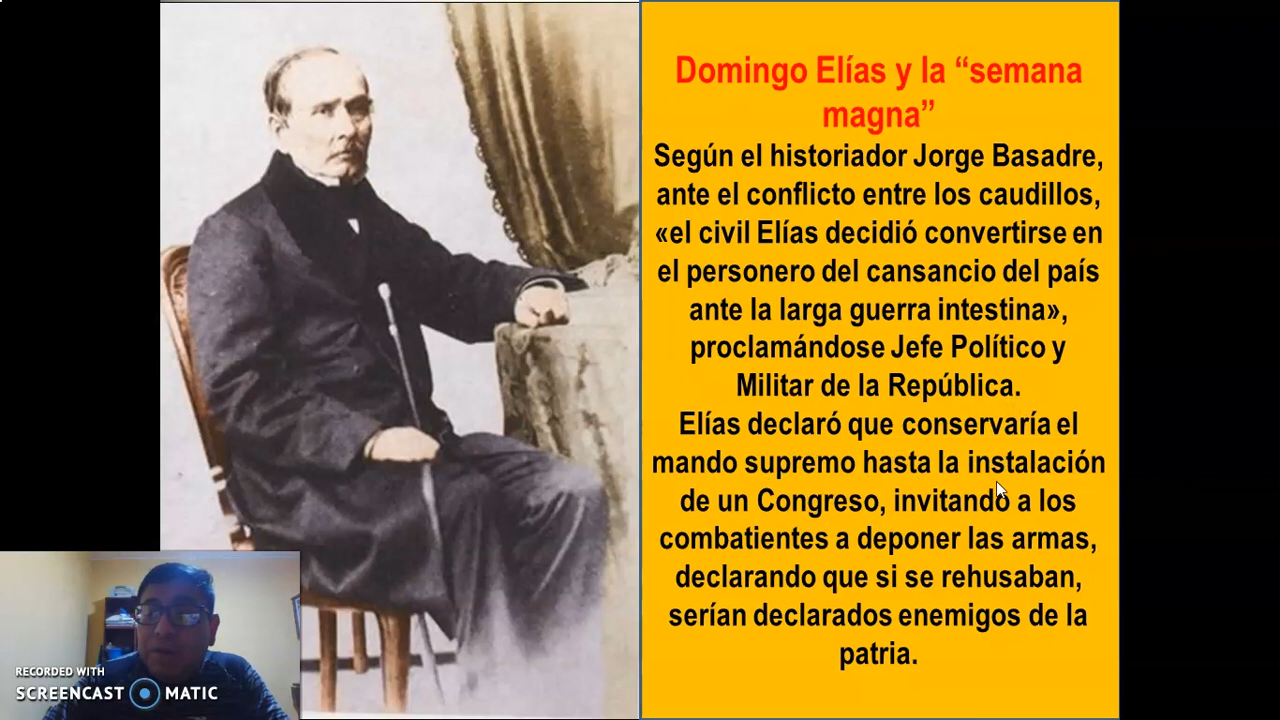 Domingo Elías y la “semana
magna”
Según el historiador Jorge Basadre,
ante el conflicto entre los caudillos,
«el civil Elías decidió convertirse en
el personero del cansancio del país
ante la larga guerra intestina»,
proclamándose Jefe Político y
Militar de la República.
Elías declaró que conservaría el
mando supremo hasta la instalación
de un Congreso, invitando a los
combatientes a deponer las armas,
declarando que si se rehusaban,
serían declarados enemigos de la
patria.
RECORDED WITH
SCREENCAST MATIC